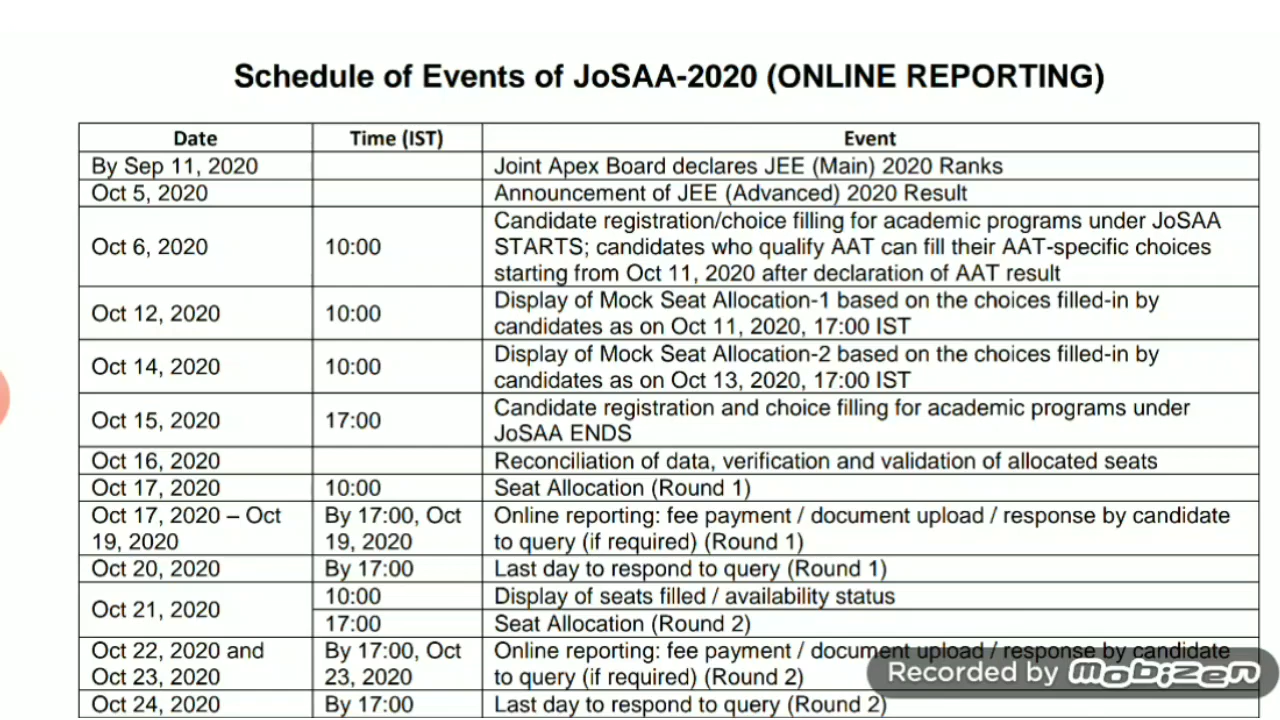 Schedule of Events of JoSAA-2020 (ONLINE REPORTING)
Date Time (IST) Event
By Sep 11, 2020 Joint Apex Board declares JEE (Main) 2020 Ranks
Oct 5, 2020 Announcement of JEE (Advanced) 2020 Result
Oct 6, 2020 10:00 Candidate registration/choice filling for academic programs under JoSAA
STARTS; candidates who qualify AAT can fill their AAT-specific choices
starting from Oct 11, 2020 after declaration of AAT result
Oct 12, 2020 10:00 Display of Mock Seat Allocation-1 based on the choices filled-in by
candidates as on Oct 11, 2020, 17:00 IST
Oct 14, 2020 10:00 Display of Mock Seat Allocation-2 based on the choices filled-in by
candidates as on Oct 13, 2020, 17:00 IST
Oct 15, 2020 17:00 Candidate registration and choice filling for academic programs under
JoSAA ENDS
Oct 16, 2020 Reconciliation of data, verification and validation of allocated seats
Oct 17, 2020 10:00 Seat Allocation (Round 1)
Oct 17, 2020 – Oct By 17:00, Oct Online reporting: fee payment / document upload / response by candidate
19, 2020 19, 2020 to query (if required) (Round 1)
Oct 20, 2020 By 17:00 Last day to respond to query (Round 1)
Oct 21, 2020 10:00 Display of seats filled / availability status
17:00 Seat Allocation (Round 2)
Oct 22, 2020 and By 17:00, Oct Online reporting: fee payment / document upload / response by candidate
Oct 23, 2020 23, 2020 to query (if required) (Round 2)
Oct 24, 2020 By 17:00 Last day to respond to query (Round 2)
Recorded by mobizen